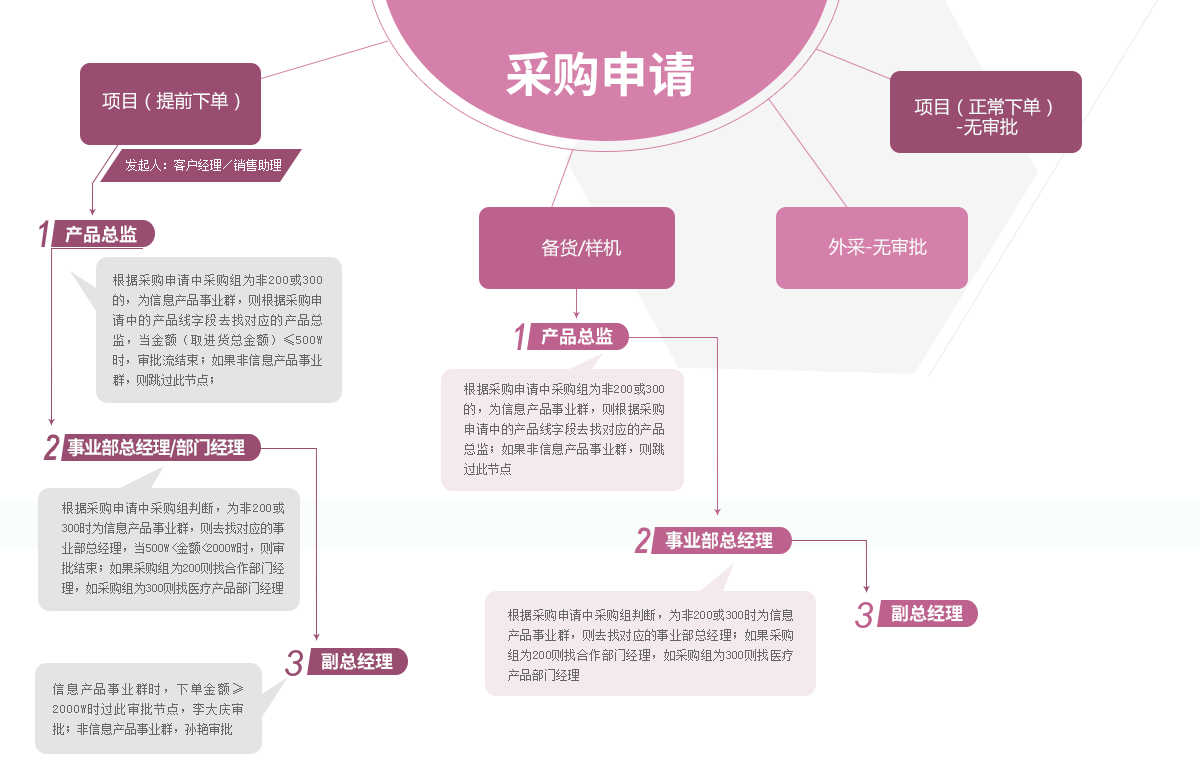 采购申请
项目（提前下单）
发起人：客户经理／销售助理
1 产品总监
根据采购申请中采购组为非200或300
的，为信息产品事业群，则根据采购申
请中的产品线字段去找对应的产品总
监，当金额（取进货总金额）≤500W
时，审批流结束；如果非信息产品事业
群，则跳过此节点；
2 事业部总经理/部门经理
根据采购申请中采购组判断，为非200或
300时为信息产品事业群，则去找对应的事
业部总经理，当500W<金额<2000W时，则审
批结束；如果采购组为200则找合作部门经
理，如采购组为300则找医疗产品部门经理
3 副总经理
信息产品事业群时，下单金额≥
2000W时过此审批节点，李大庆审
批；非信息产品事业群，孙艳审批
备货/样机
1 产品总监
根据采购申请中采购组为非200或300
的，为信息产品事业群，则根据采购
申请中的产品线字段去找对应的产品
总监；如果非信息产品事业群，则跳
过此节点
2 事业部总经理
根据采购申请中采购组判断，为非200或300时为信息
产品事业群，则去找对应的事业部总经理；如果采购
组为200则找合作部门经理，如采购组为300则找医疗
产品部门经理
3 副总经理
外采-无审批
项目（正常下单）
-无审批